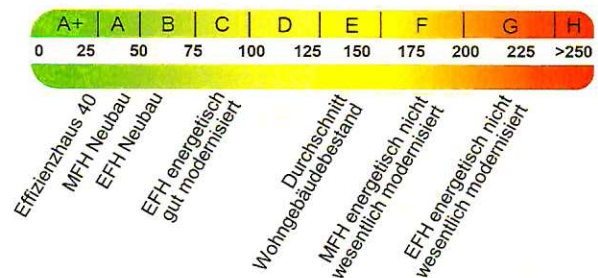 A+ A B C D E F G H
0 25 50 75 100 125 150 175 200 225 >250
Effizienzhaus 40
MFH Neubau
EFH Neubau
EFH energetisch
gut modernisiert
Durchschnitt
Wohngebäudebestand
MFH energetisch nicht
wesentlich modernisiert
EFH energetisch nicht
wesentlich modernisiert